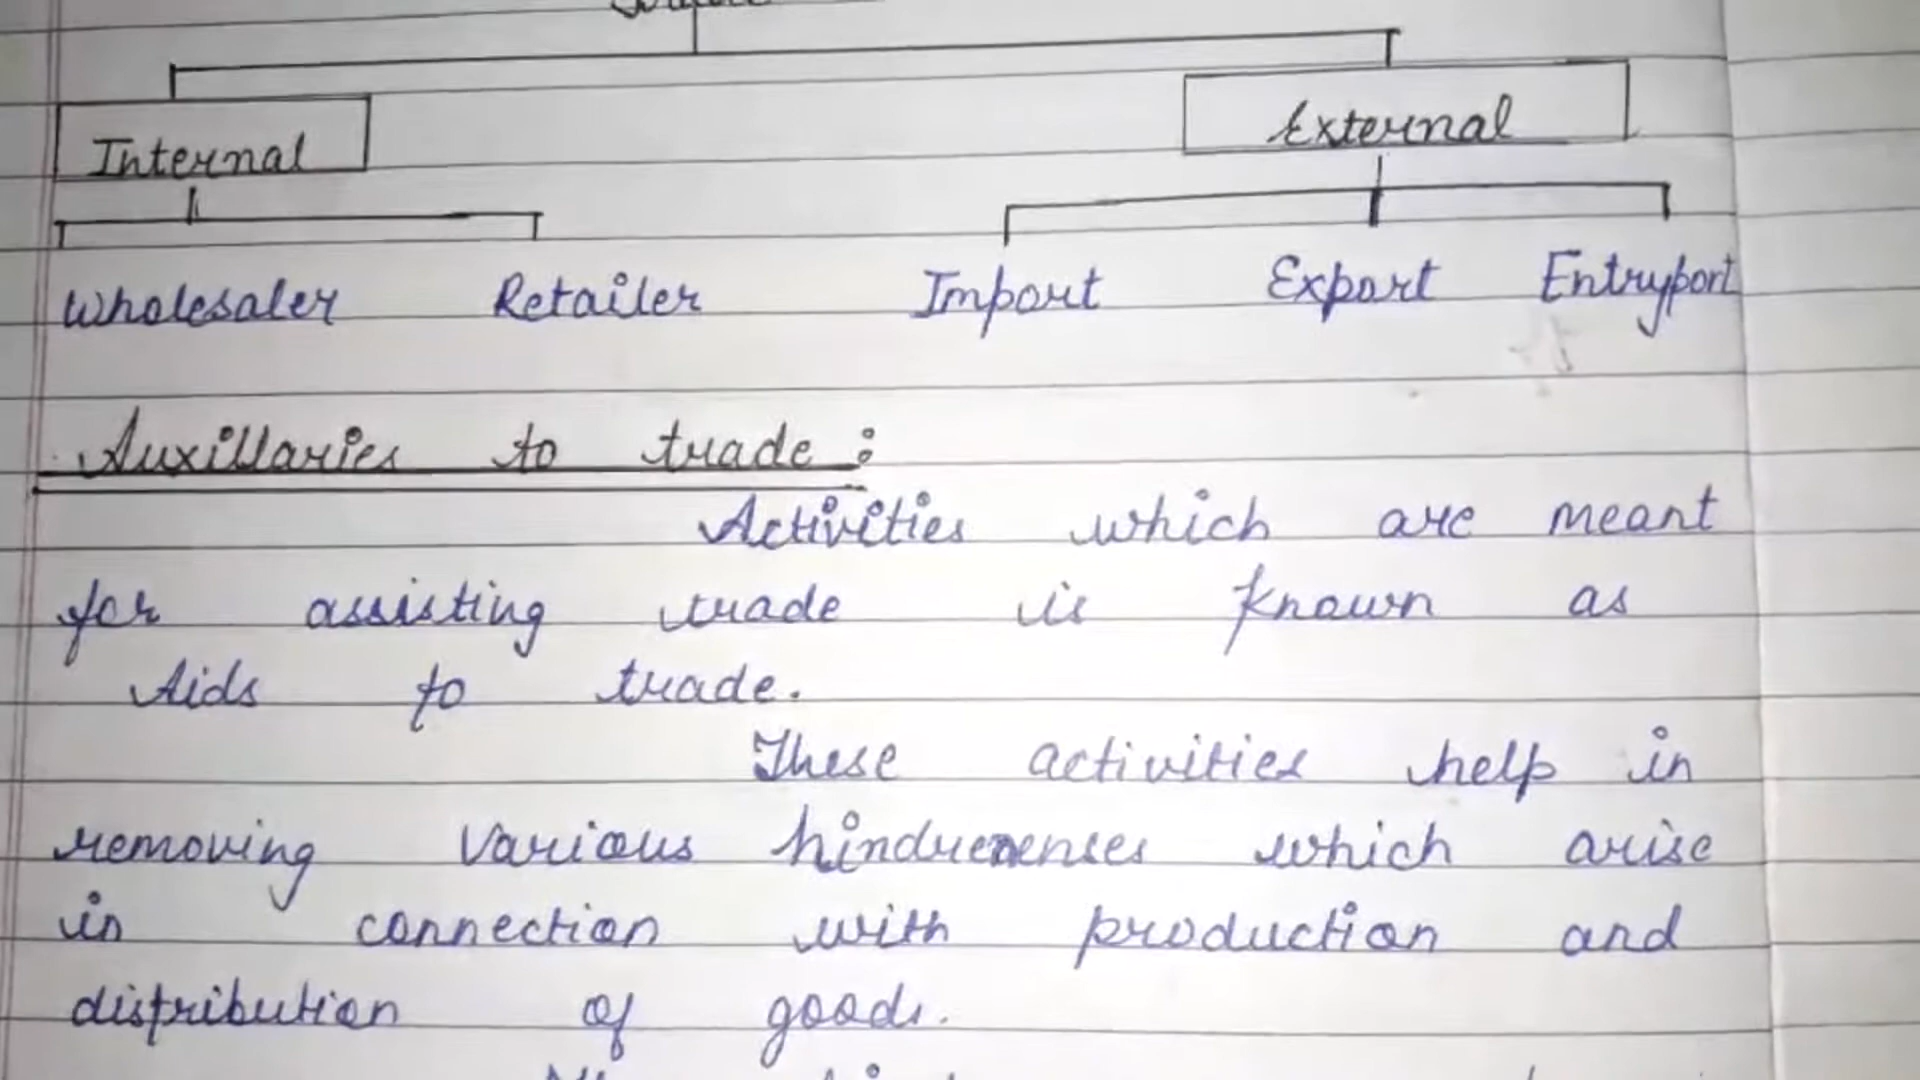 Internal External
Wholesaler Retailer Import Export Entryport
Auxillaries to trade :
Activities which are meant
for assisting trade is known as
Aids to trade.
These activities help in
removing various
which arise
in connection with production and
distribution of goods.